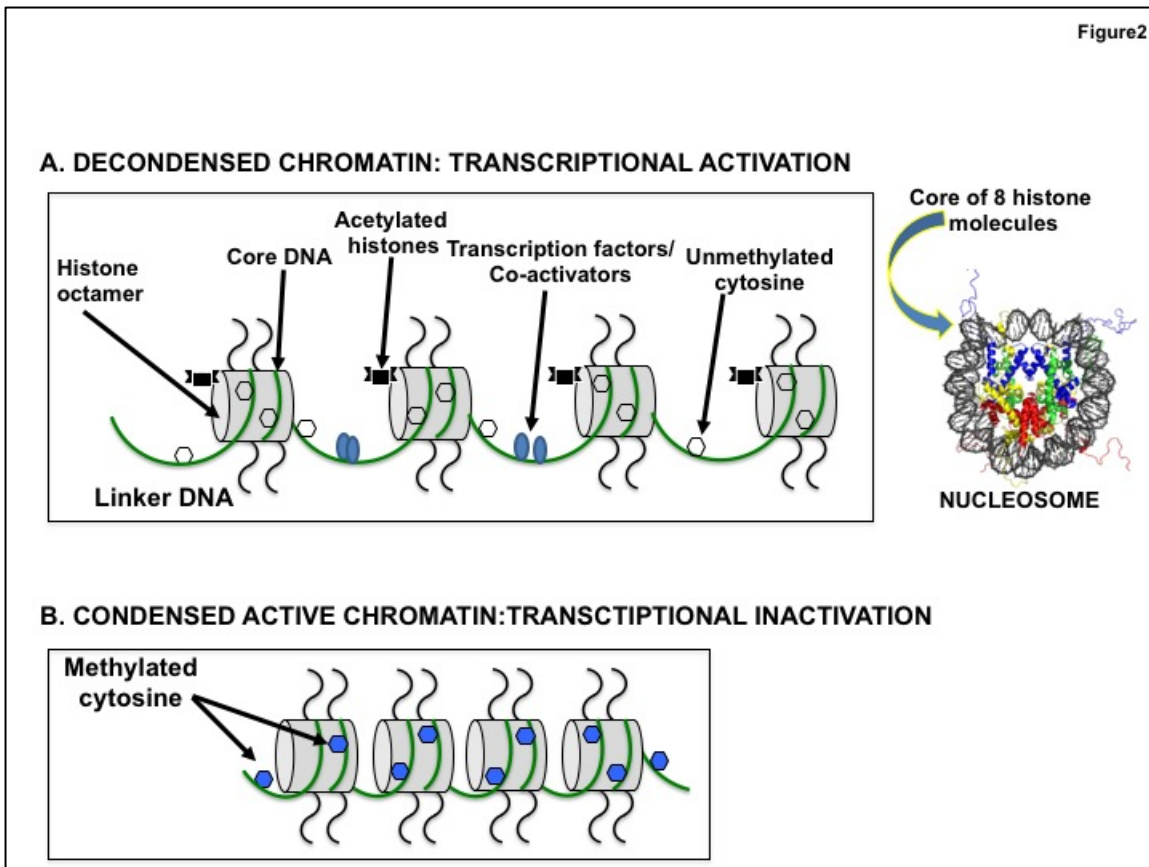 Figure2
A. DECONDENSED CHROMATIN: TRANSCRIPTIONAL ACTIVATION
Core of 8 histone
molecules
Histone
octamer
Core DNA
Acetylated
histones
Transcription factors/
Co-activators
Unmethylated
cytosine
Linker DNA
NUCLEOSOME
B. CONDENSED ACTIVE CHROMATIN:TRANSCTIPTIONAL INACTIVATION
Methylated
cytosine